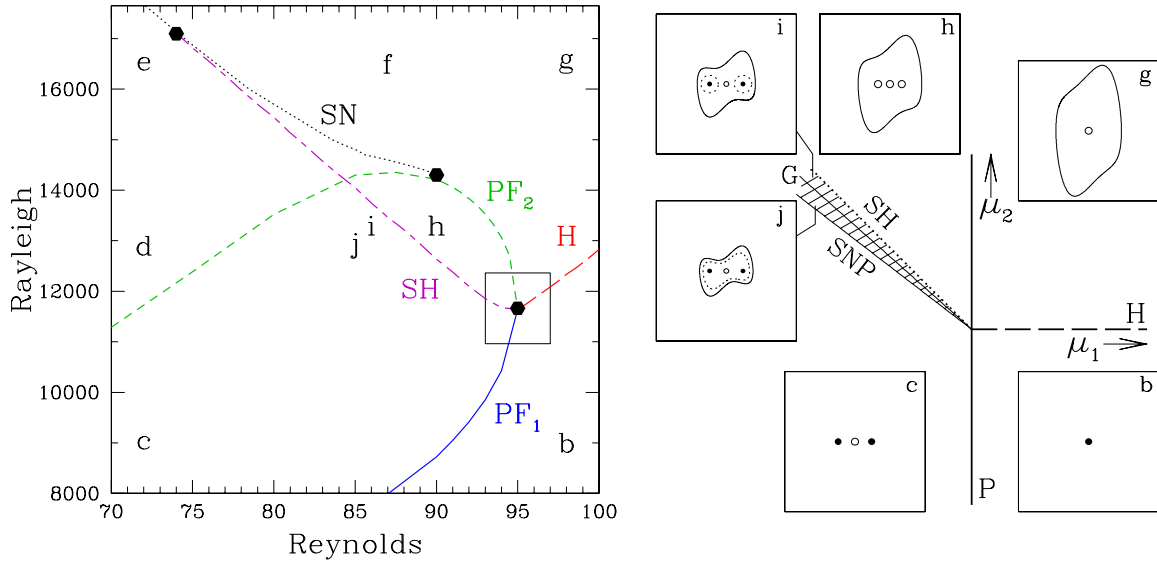 e
f
g
SN
16000
14000
12000
10000
8000
Rayleigh
PF2
d
i
h
j
H
SH
c
PF1
b
70
75
80
85
90
95
100
Reynolds
i
h
g
G
SH
μ2
j
SNP
H
μ1
c
b
P